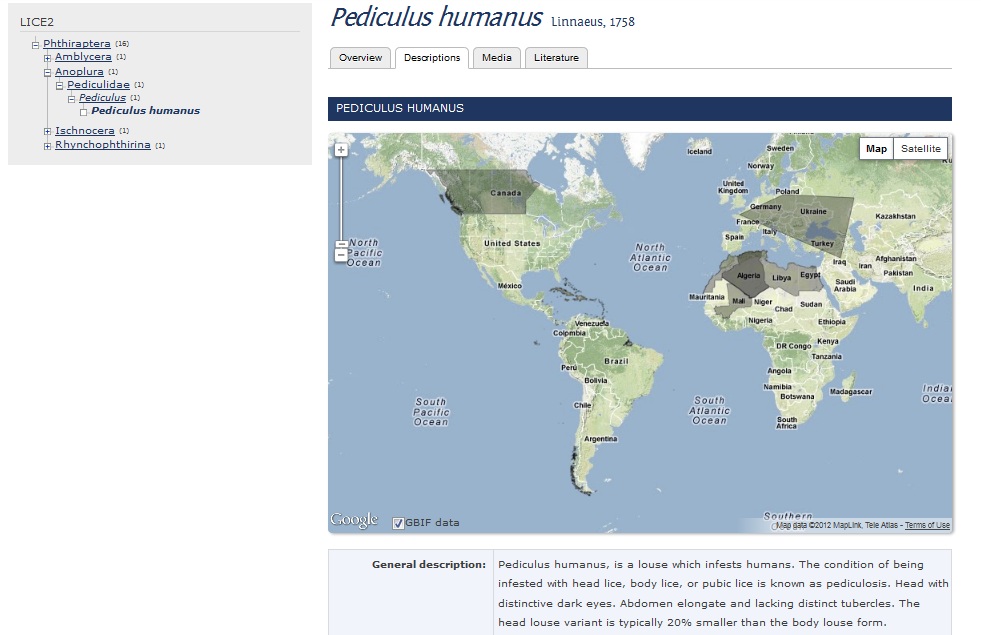 LICE2
Phthiraptera (16)
Amblycera (1)
Anoplura (1)
Pediculidae (1)
Pediculus (1)
Pediculus humanus
Ischnocera (1)
Rhynchophthirina (1)
Pediculus humanus Linnaeus, 1758
Overview Descriptions Media Literature
PEDICULUS HUMANUS
Map Satellite
Iceland
Sweden
Norway
United Kingdom
Poland
Germany
Ukraine
France
Kazakhstan
Italy
Spain
Turkey
Canada
United States
North Pacific Ocean
North Atlantic Ocean
Iraq
Iran
Afghanistan
Pakistan
Algeria
Libya
Egypt
Saudi Arabia
India
México
Mauritania
Mali
Niger
Chad
Sudan
Nigeria
Ethiopia
Venezuela
Colombia
DR Congo
Kenya
Tanzania
Brazil
Perú
Bolivia
Angola
Namibia
Botswana
Madagascar
Chile
South Pacific Ocean
South Atlantic Ocean
South Africa
Argentina
India
Ocea
Southern
Google
GBIF data
Map data ©2012 MapLink, Tele Atlas - Terms of Use
General description: Pediculus humanus, is a louse which infests humans. The condition of being
infested with head lice, body lice, or pubic lice is known as pediculosis. Head with
distinctive dark eyes. Abdomen elongate and lacking distinct tubercles. The
head louse variant is typically 20% smaller than the body louse form.